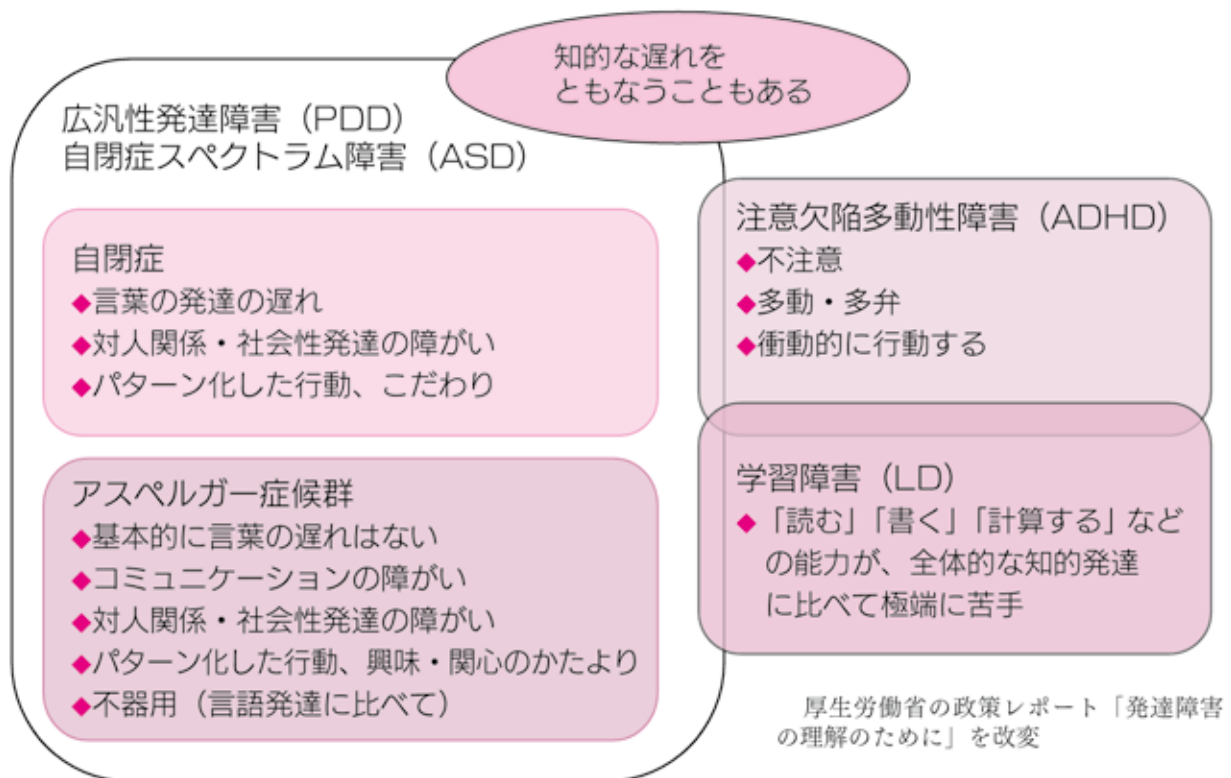 知的な遅れを
ともなうこともある
広汎性発達障害（PDD）
自閉症スペクトラム障害（ASD）
自閉症
◆言葉の発達の遅れ
◆対人関係・社会性発達の障がい
◆パターン化した行動、こだわり
アスペルガー症候群
◆基本的に言葉の遅れはない
◆コミュニケーションの障がい
◆対人関係・社会性発達の障がい
◆パターン化した行動、興味・関心のかたより
◆不器用（言語発達に比べて）
注意欠陥多動性障害（ADHD）
◆不注意
◆多動・多弁
◆衝動的に行動する
学習障害（LD）
◆「読む」「書く」「計算する」など
の能力が、全体的な知的発達
に比べて極端に苦手
厚生労働省の政策レポート「発達障害
の理解のために」を改変